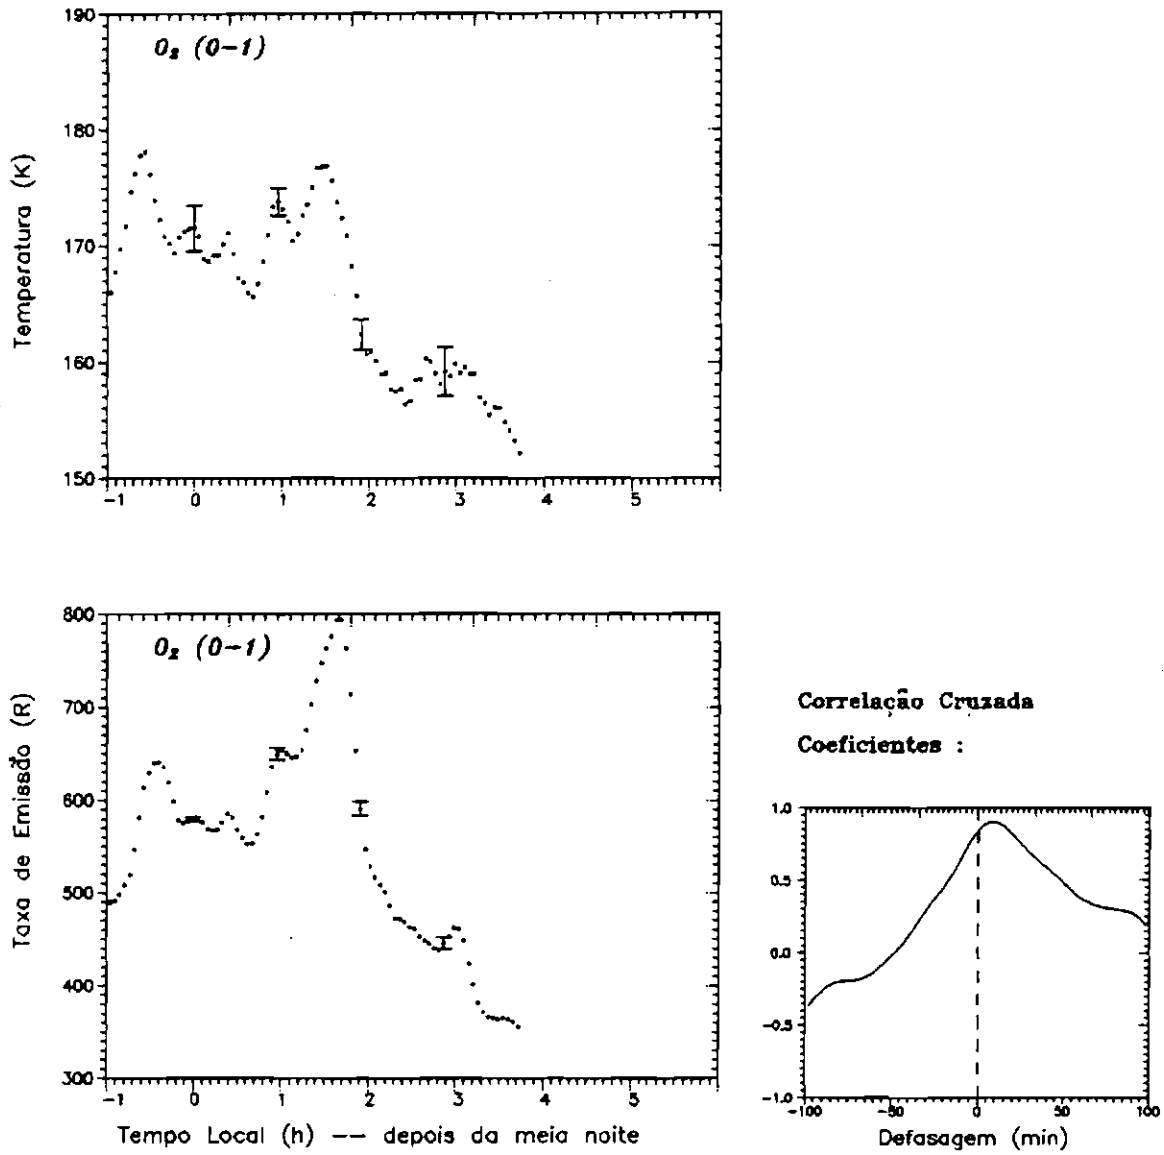 190
O₂ (0-1)
180
170
160
150
Temperatura (K)
-1 0 1 2 3 4 5
800
O₂ (0-1)
700
600
500
400
300
Taxa de Emissão (R)
-1 0 1 2 3 4 5
Tempo Local (h) -- depois da meia noite
Correlação Cruzada
Coeficientes :
1.0
0.5
0.0
-0.5
-1.0
-100 -50 0 50 100
Defasagem (min)